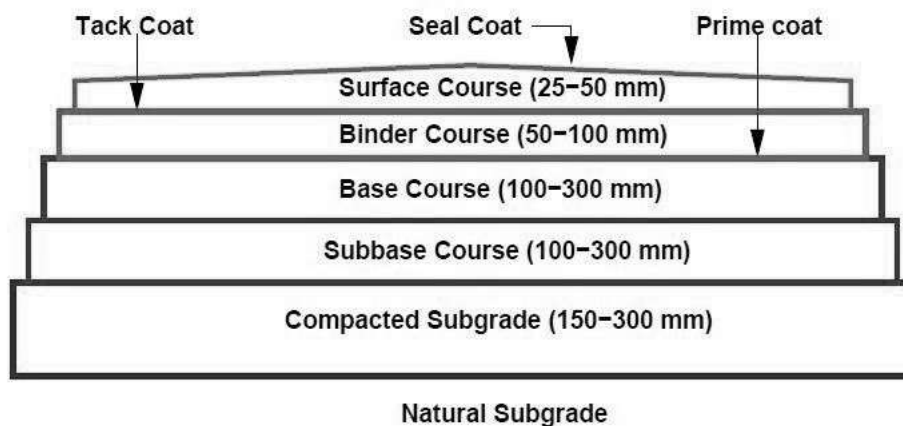 Tack Coat Seal Coat Prime coat
Surface Course (25−50 mm)
Binder Course (50−100 mm)
Base Course (100−300 mm)
Subbase Course (100−300 mm)
Compacted Subgrade (150−300 mm)
Natural Subgrade